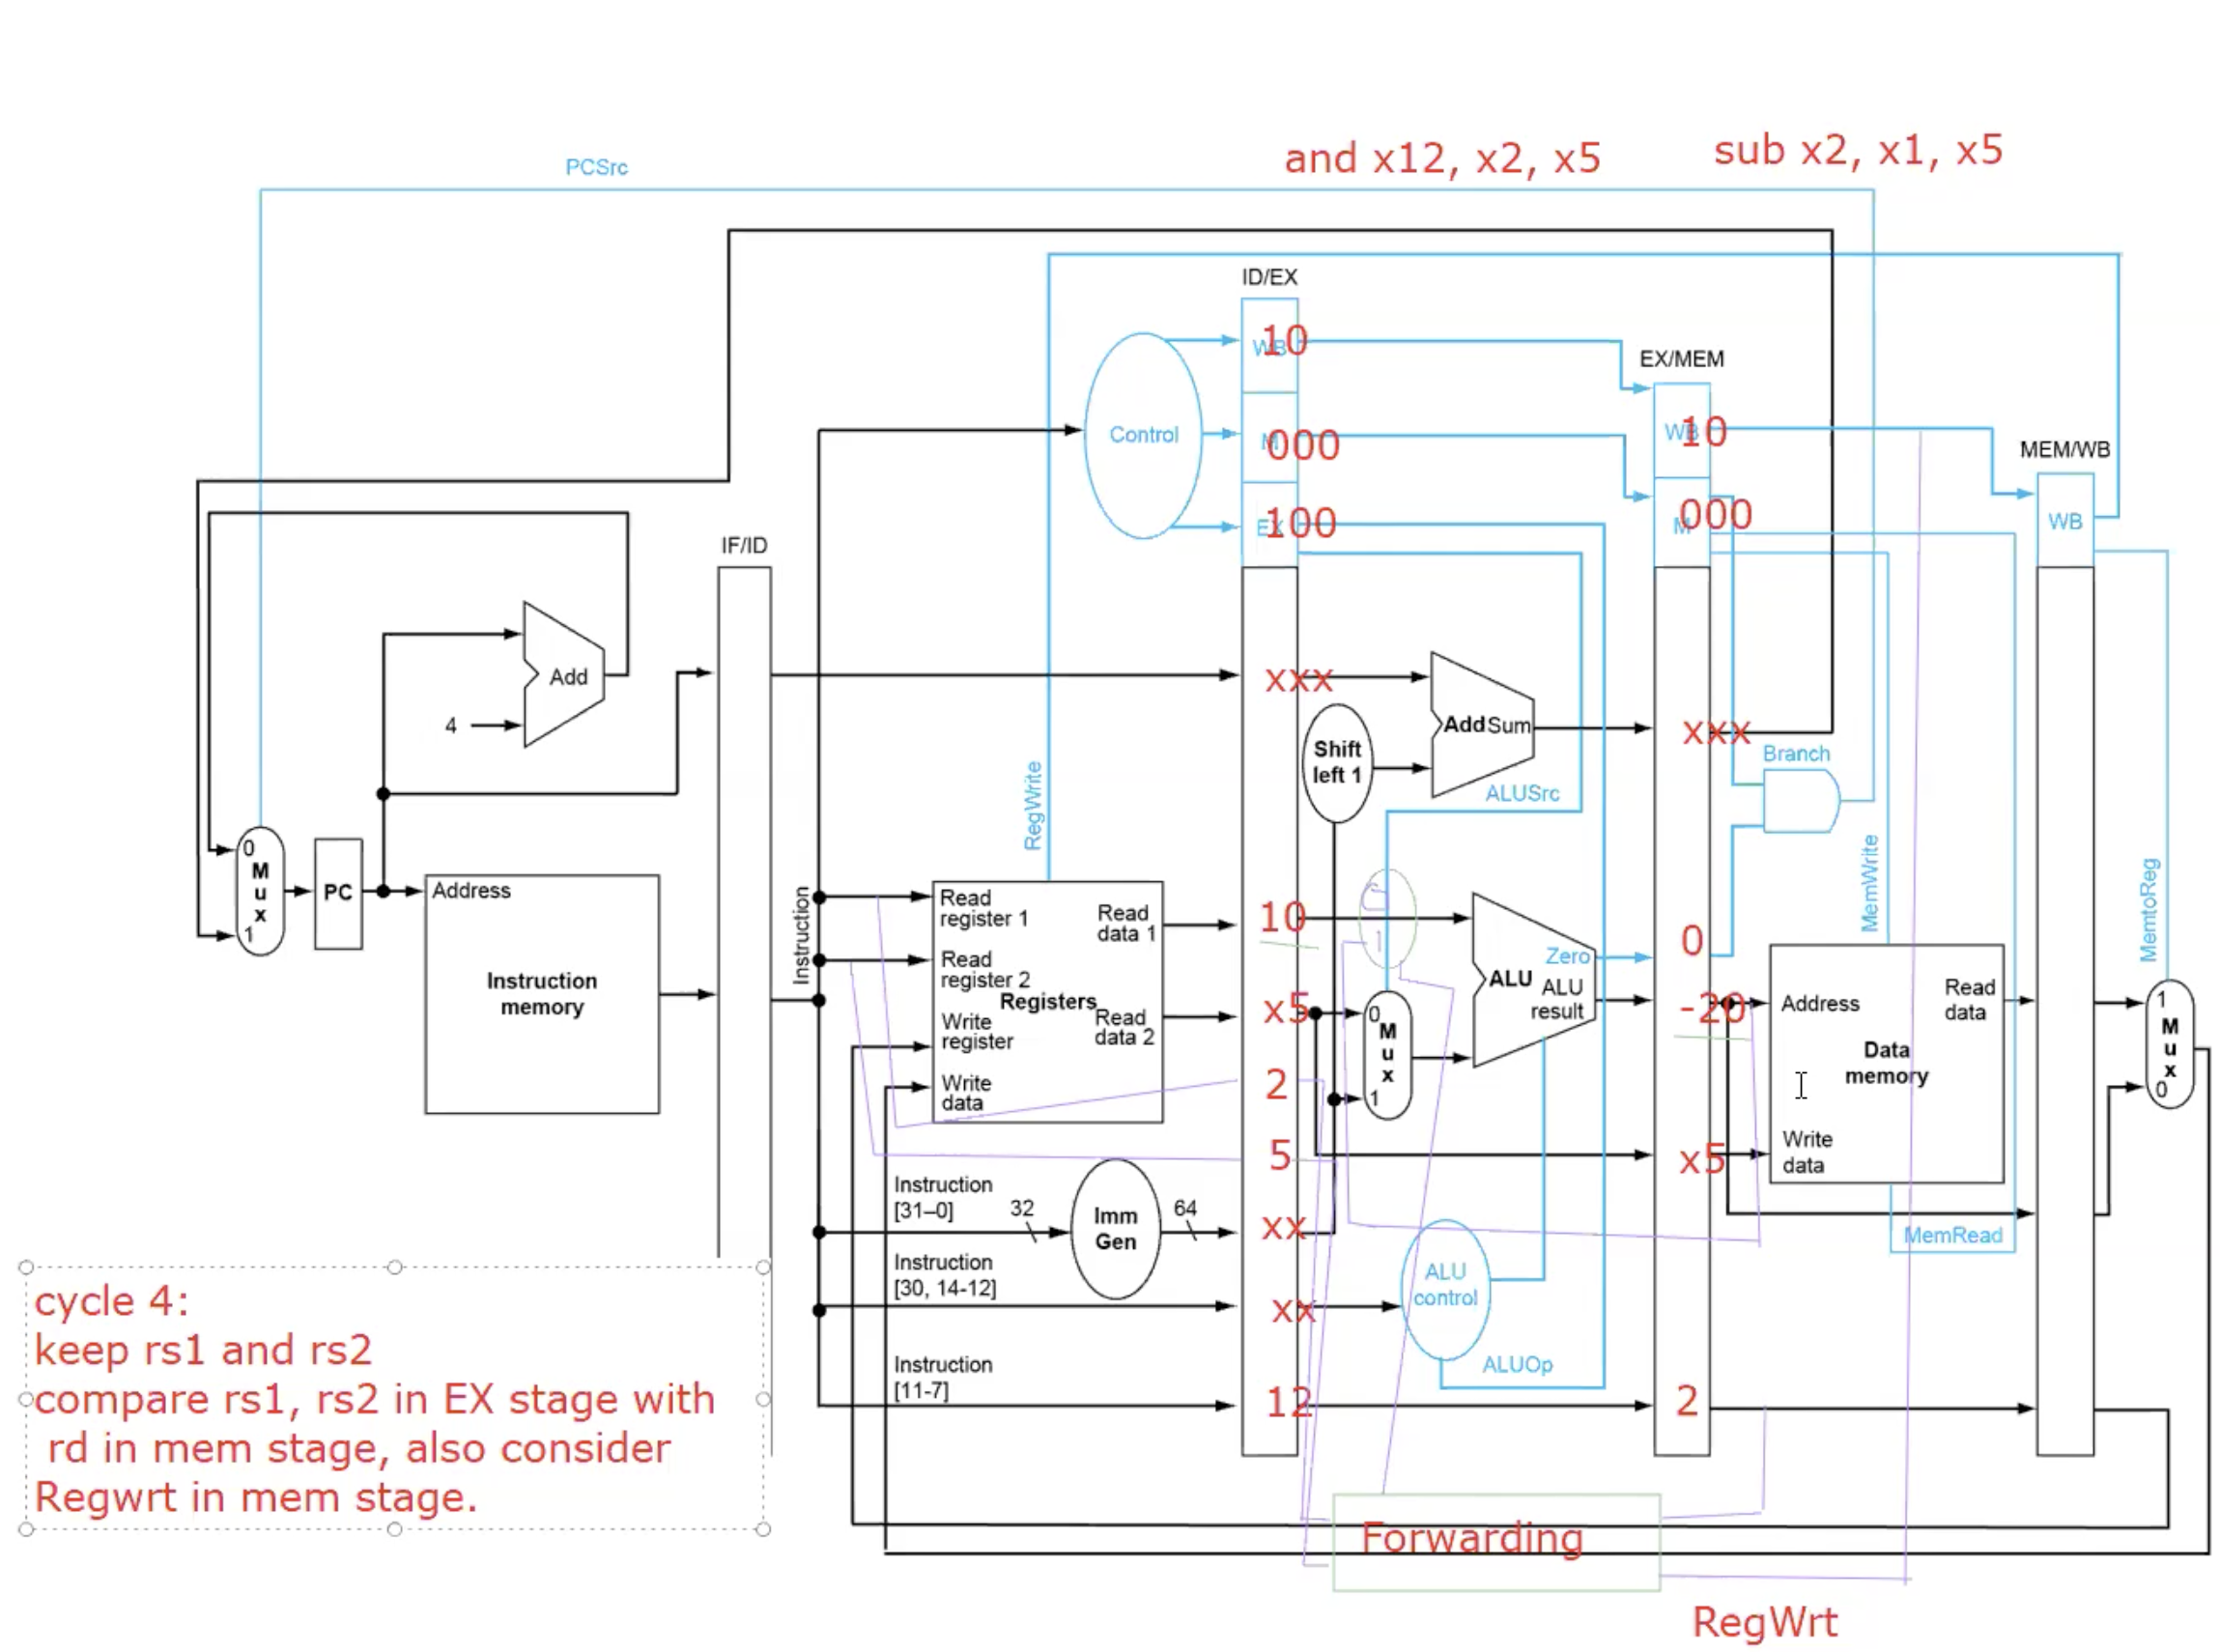 and x12, x2, x5
sub x2, x1, x5
PCSrc
ID/EX
WB
10
EX/MEM
Control
M
000
WB
10
MEM/WB
EX
100
M
000
WB
IF/ID
Add
4
xxx
Add Sum
Shift
left 1
xxx
Branch
ALUSrc
RegWrite
MemWrite
MemtoReg
0
M
u
x
1
PC
Address
Instruction
memory
Instruction
Read
register 1
Read
data 1
Read
register 2
Registers
Write
register
Read
data 2
Write
data
10
x5
2
5
0
1
0
M
u
x
1
Zero
ALU
ALU
result
0
-20
x5
Address
Read
data
Data
memory
Write
data
MemRead
1
M
u
x
0
Instruction
[31–0]
32
Imm
Gen
64
xx
Instruction
[30, 14-12]
xx
ALU
control
ALUOp
Instruction
[11-7]
12
2
cycle 4:
keep rs1 and rs2
compare rs1, rs2 in EX stage with
rd in mem stage, also consider
Regwrt in mem stage.
Forwarding
RegWrt